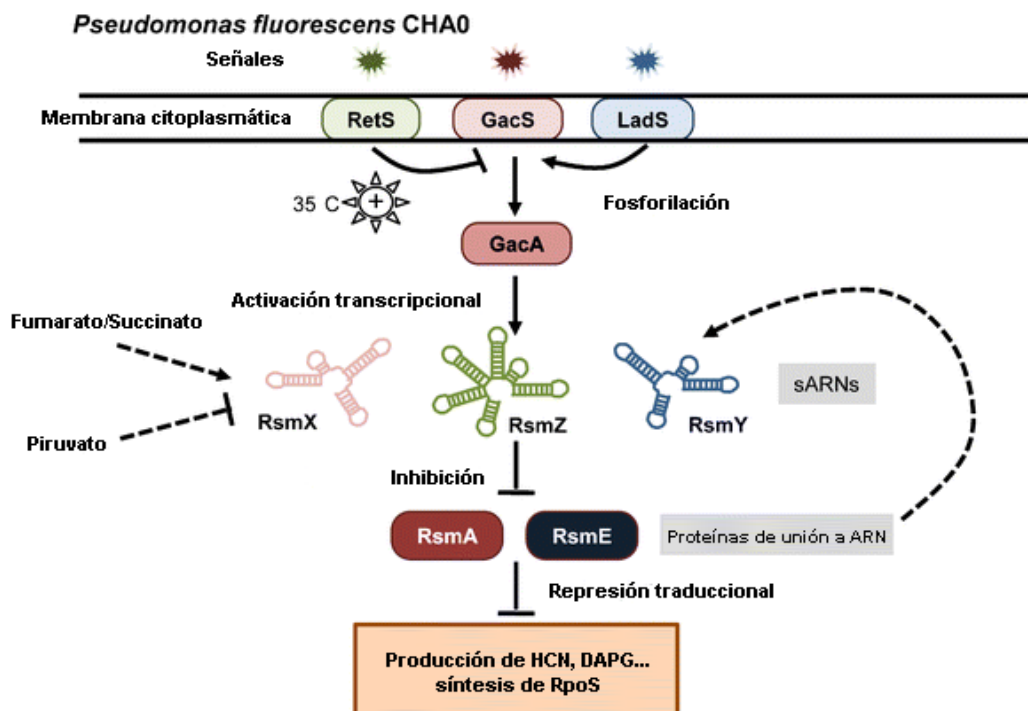 Pseudomonas fluorescens CHA0
Señales
Membrana citoplasmática
RetS
GacS
LadS
35 C
+
Fosforilación
GacA
Activación transcripcional
Fumarato/Succinato
Piruvato
RsmX
RsmZ
RsmY
sARNs
Inhibición
RsmA
RsmE
Proteínas de unión a ARN
Represión traduccional
Producción de HCN, DAPG...
síntesis de RpoS